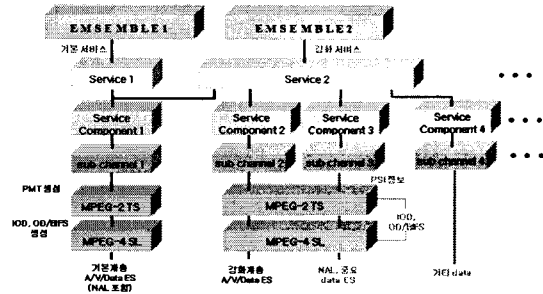 EMSEMBLE1
EMSEMBLE2
기본 서비스
강화 서비스
Service 1
Service 2
Service Component 1
Service Component 2
Service Component 3
Service Component 4
sub channel 1
sub channel 2
sub channel 3
sub channel 4
PMT 생성
PSI 정보
MPEG-2 TS
MPEG-2 TS
IOD, OD/BIFS 생성
IOD, OD/BIFS
MPEG-4 SL
MPEG-4 SL
기본계층 A/V/Data ES (NAL 포함)
강화계층 A/V/Data ES
NAL, 중요 data ES
기타 data